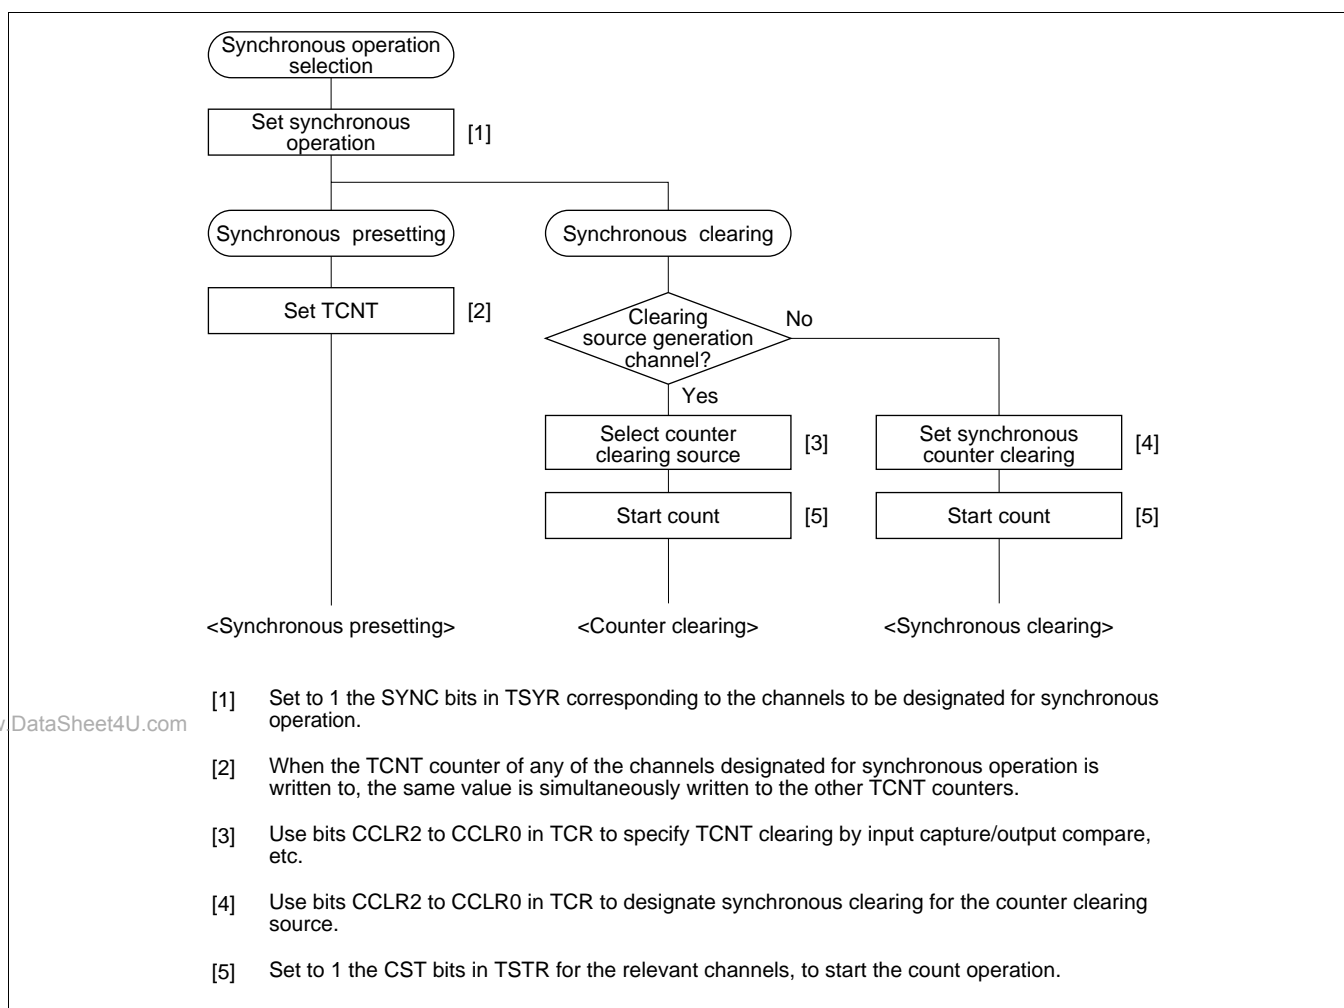 Synchronous operation
selection
Set synchronous
operation
[1]
Synchronous presetting
Synchronous clearing
Set TCNT
[2]
Clearing
source generation
channel?
No
Yes
Select counter
clearing source
[3]
Set synchronous
counter clearing
[4]
Start count
[5]
Start count
[5]
<Synchronous presetting>
<Counter clearing>
<Synchronous clearing>
[1] Set to 1 the SYNC bits in TSYR corresponding to the channels to be designated for synchronous
operation.
.DataSheet4U.com
[2] When the TCNT counter of any of the channels designated for synchronous operation is
written to, the same value is simultaneously written to the other TCNT counters.
[3] Use bits CCLR2 to CCLR0 in TCR to specify TCNT clearing by input capture/output compare,
etc.
[4] Use bits CCLR2 to CCLR0 in TCR to designate synchronous clearing for the counter clearing
source.
[5] Set to 1 the CST bits in TSTR for the relevant channels, to start the count operation.